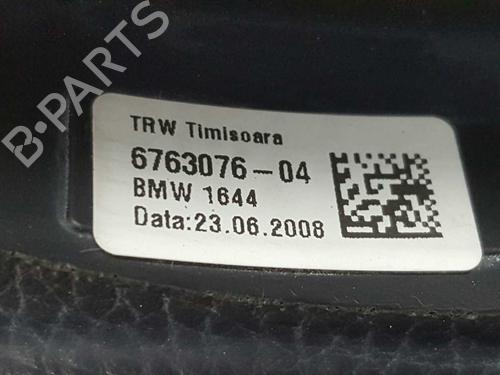 B-PARTS
TRW Timisoara
6763076-04
BMW 1644
Data:23.06.2008